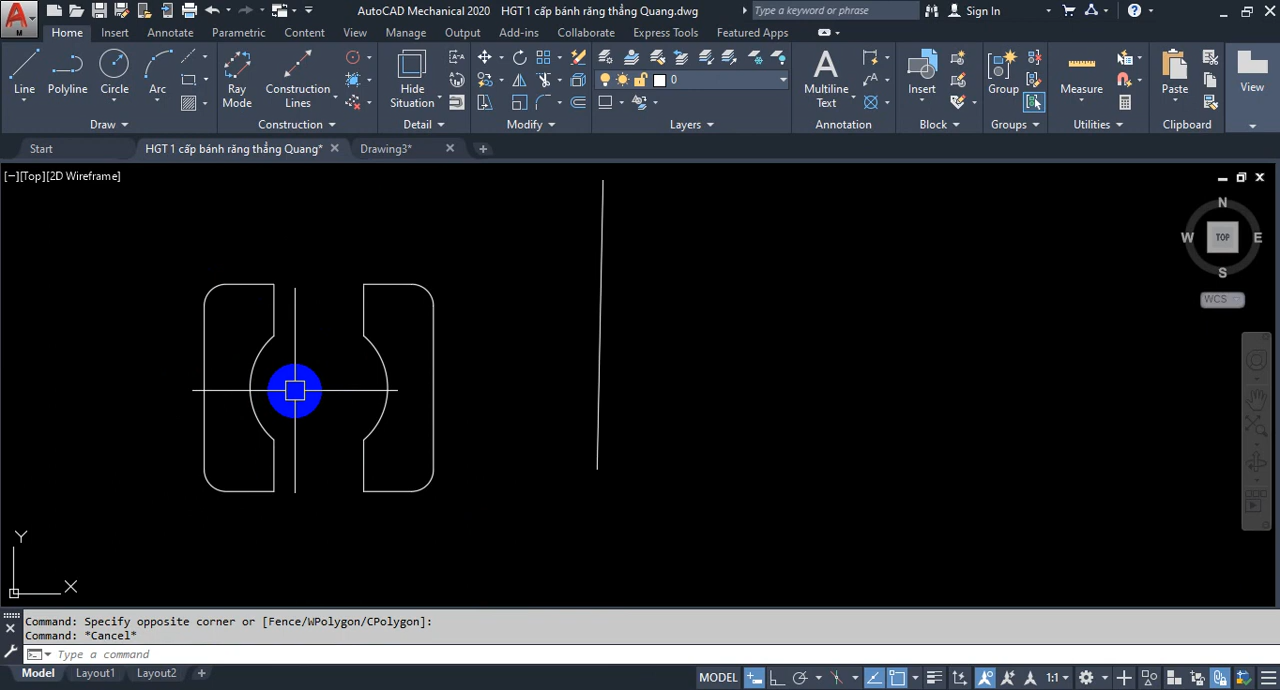 AutoCAD Mechanical 2020 HGT 1 cấp bánh răng thẳng Quang.dwg Type a keyword or phrase Sign In
M Home Insert Annotate Parametric Content View Manage Output Add-ins Collaborate Express Tools Featured Apps
0
Line Polyline Circle Arc Ray Mode Construction Lines Hide Situation Multiline Text Insert Group Measure Paste View
Draw Construction Detail Modify Layers Annotation Block Groups Utilities Clipboard
Start HGT 1 cấp bánh răng thẳng Quang* Drawing3*
[−][Top][2D Wireframe]
N
W TOP E
S
WCS
Y
X
Command: Specify opposite corner or [Fence/WPolygon/CPolygon]:
Command: *Cancel*
Type a command
Model Layout1 Layout2 MODEL 1:1